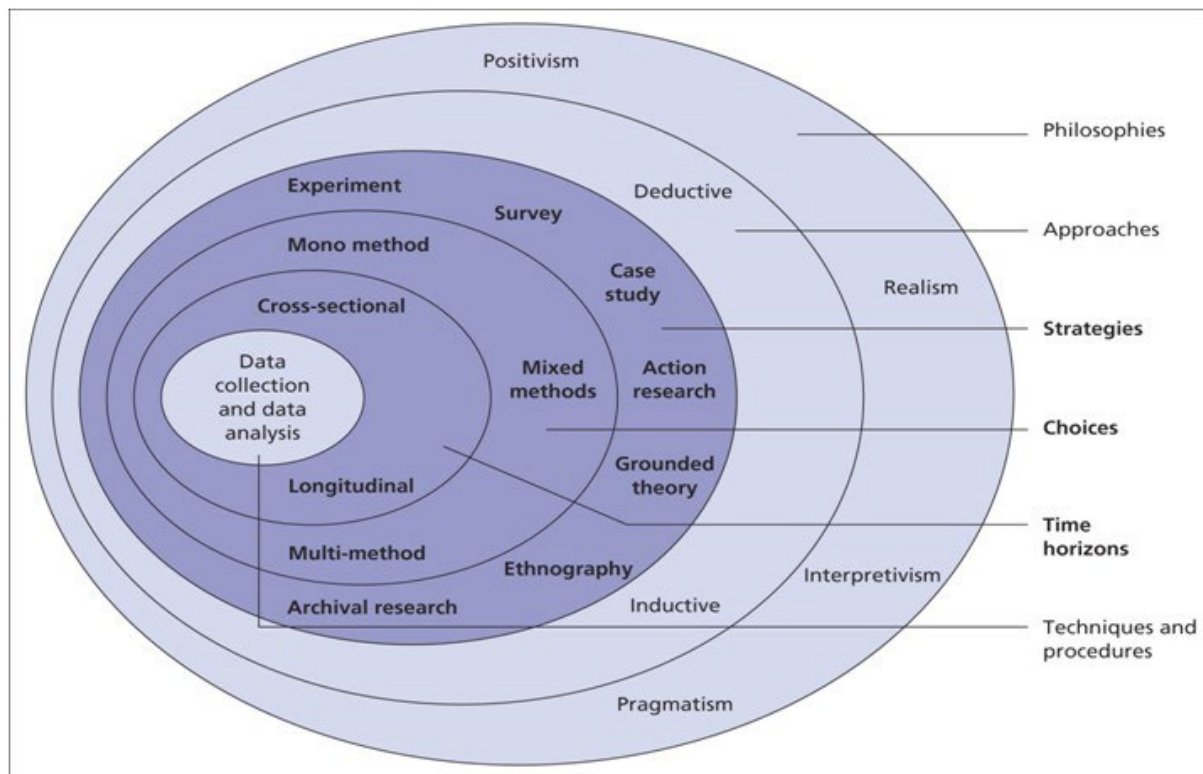 Positivism
Philosophies
Deductive
Experiment
Survey
Approaches
Mono method
Case
study
Realism
Cross-sectional
Strategies
Data
collection
and data
analysis
Mixed
methods
Action
research
Choices
Grounded
theory
Longitudinal
Time
horizons
Multi-method
Ethnography
Interpretivism
Archival research
Inductive
Techniques and
procedures
Pragmatism